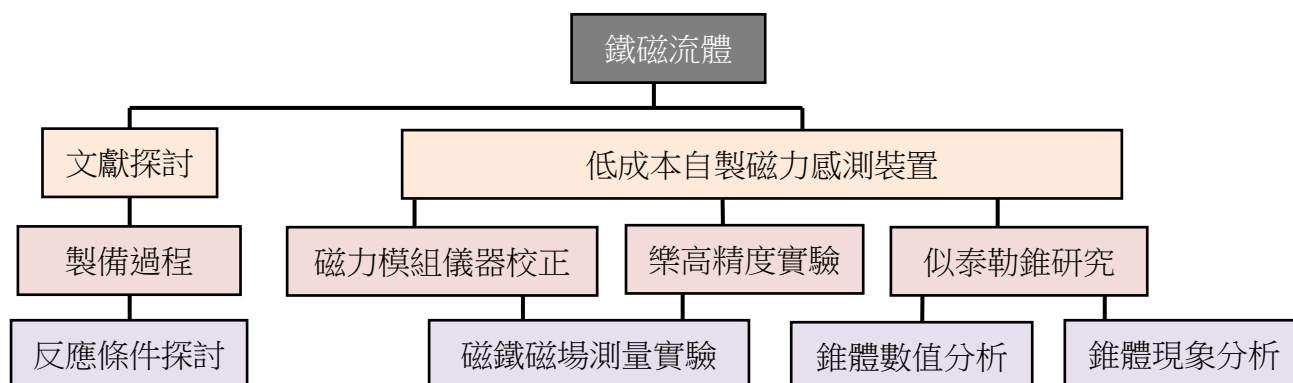 鐵磁流體
文獻探討
低成本自製磁力感測裝置
製備過程
磁力模組儀器校正
樂高精度實驗
似泰勒錐研究
反應條件探討
磁鐵磁場測量實驗
錐體數值分析
錐體現象分析